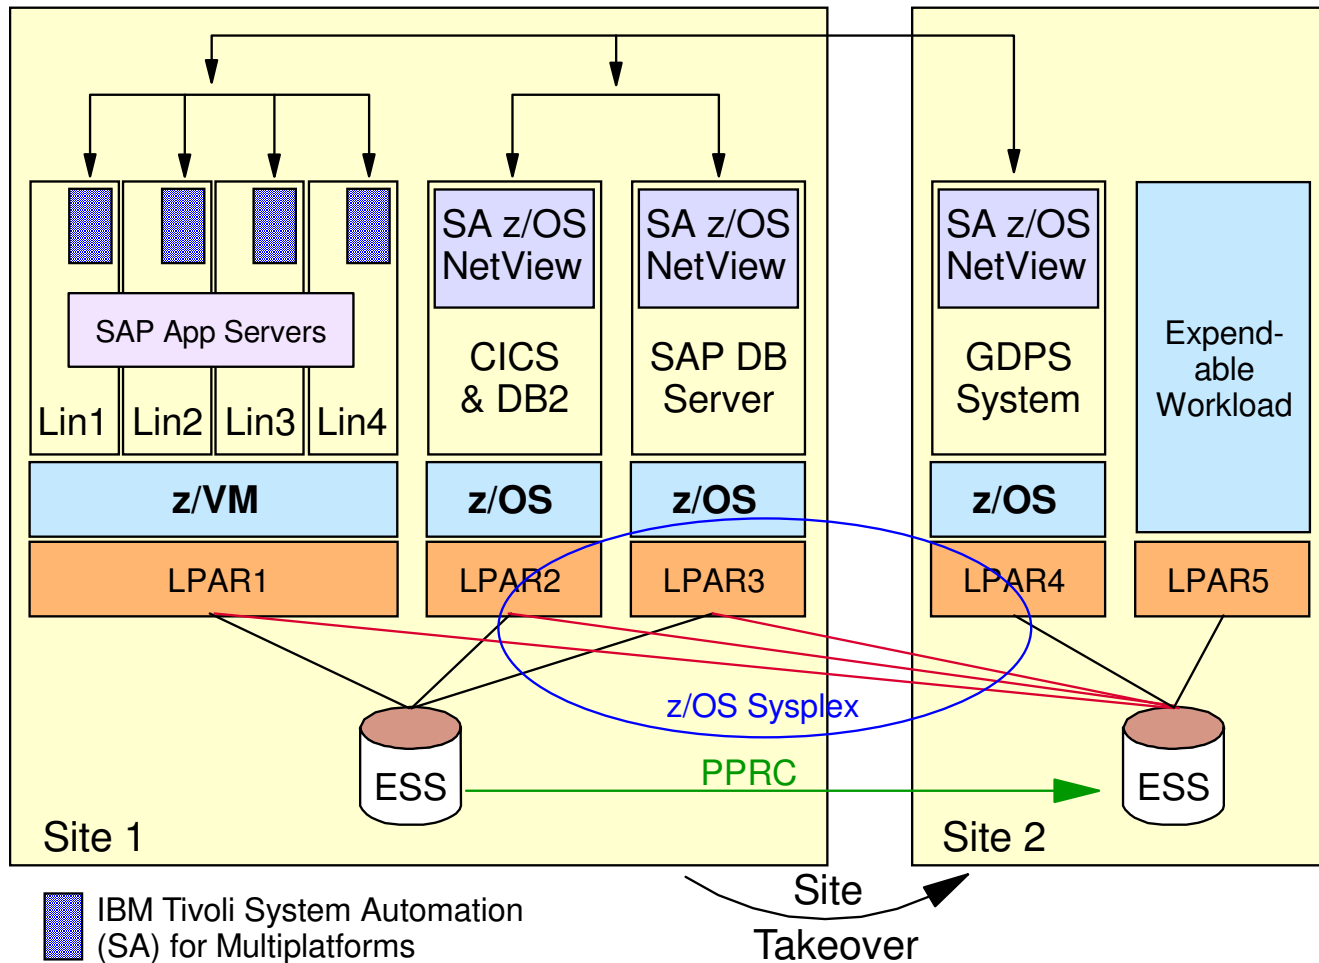 SA z/OS
NetView
SA z/OS
NetView
SA z/OS
NetView
SAP App Servers
CICS
& DB2
SAP DB
Server
GDPS
System
Expend-
able
Workload
Lin1
Lin2
Lin3
Lin4
z/VM
z/OS
z/OS
z/OS
LPAR1
LPAR2
LPAR3
LPAR4
LPAR5
z/OS Sysplex
PPRC
ESS
ESS
Site 1
Site 2
Site
Takeover
IBM Tivoli System Automation
(SA) for Multiplatforms